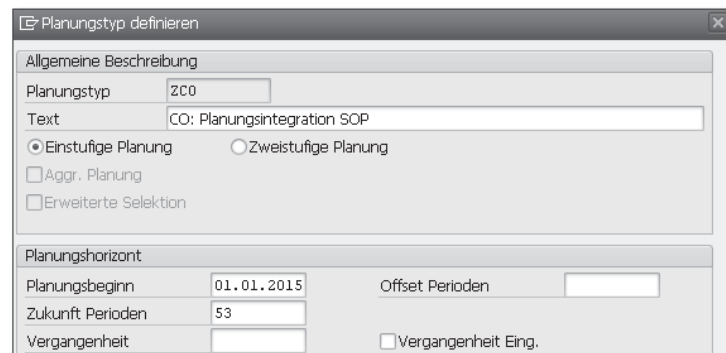 Planungstyp definieren
Allgemeine Beschreibung
Planungstyp ZCO
Text CO: Planungsintegration SOP
Einstufige Planung Zweistufige Planung
Aggr. Planung
Erweiterte Selektion
Planungshorizont
Planungsbeginn 01.01.2015 Offset Perioden
Zukunft Perioden 53
Vergangenheit Vergangenheit Eing.